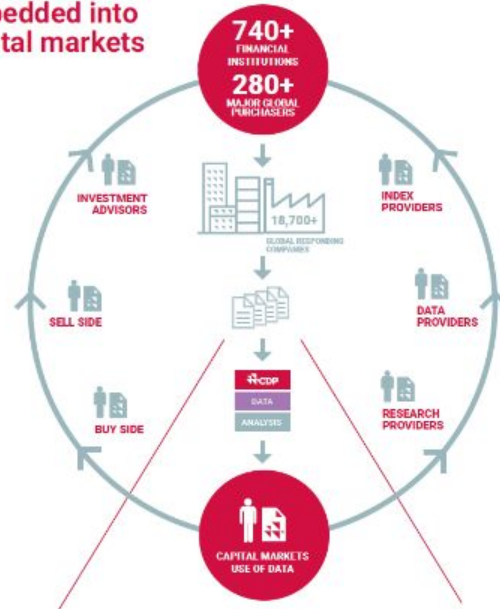 bedded into
tal markets
740+
FINANCIAL
INSTITUTIONS
280+
MAJOR GLOBAL
PURCHASERS
INVESTMENT
ADVISORS
INDEX
PROVIDERS
18,700+
GLOBAL RESPONDING
COMPANIES
SELL SIDE
DATA
PROVIDERS
CDP
DATA
ANALYSIS
BUY SIDE
RESEARCH
PROVIDERS
CAPITAL MARKETS
USE OF DATA